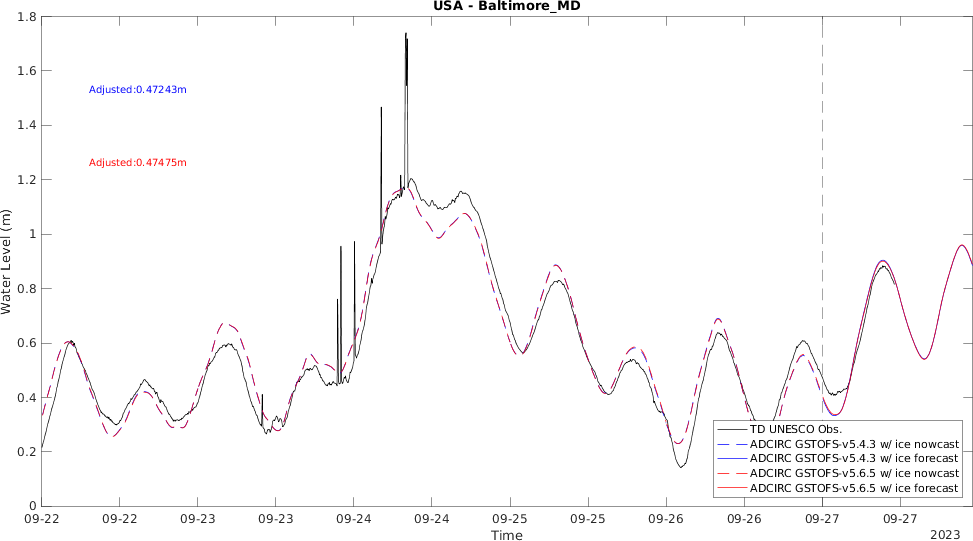 USA - Baltimore_MD
1.8
1.6
1.4
1.2
1
0.8
0.6
0.4
0.2
0
Water Level (m)
Adjusted:0.47243m
Adjusted:0.47475m
TD UNESCO Obs.
ADCIRC GSTOFS-v5.4.3 w/ ice nowcast
ADCIRC GSTOFS-v5.4.3 w/ ice forecast
ADCIRC GSTOFS-v5.6.5 w/ ice nowcast
ADCIRC GSTOFS-v5.6.5 w/ ice forecast
09-22 09-22 09-23 09-23 09-24 09-24 09-25 09-25 09-26 09-26 09-27 09-27
Time
2023